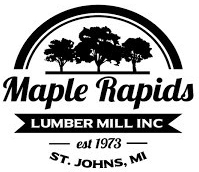 Maple Rapids
LUMBER MILL INC
est 1973
ST. JOHNS, MI